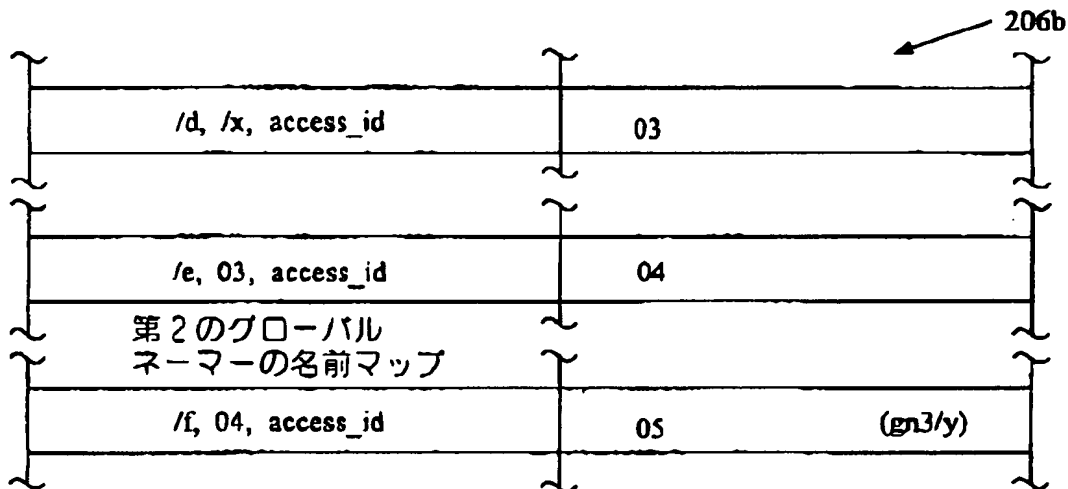 206b
/d, /x, access_id 03
/e, 03, access_id 04
第2のグローバル
ネーマーの名前マップ
/f, 04, access_id 05 (gn3/y)